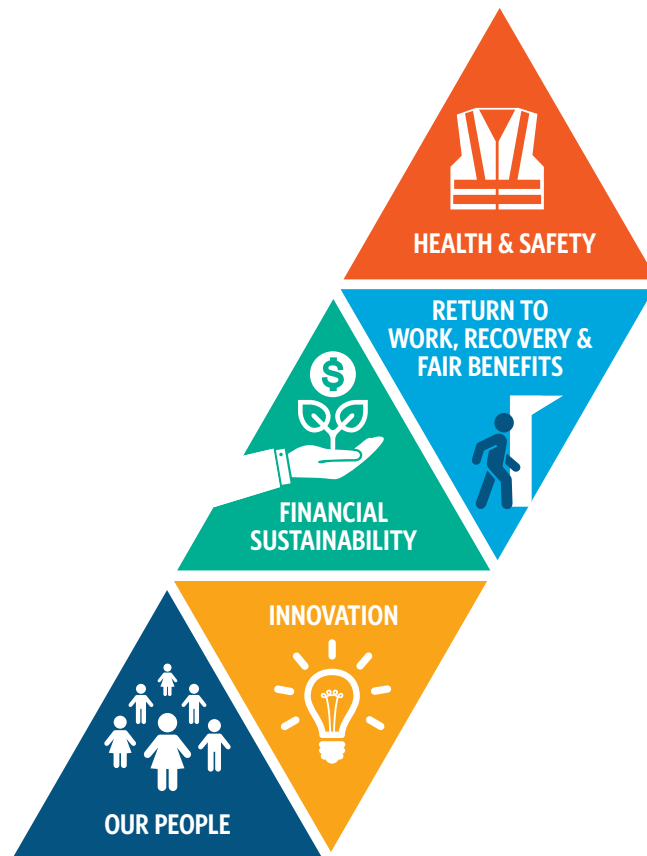 HEALTH & SAFETY
RETURN TO
WORK, RECOVERY &
FAIR BENEFITS
$
FINANCIAL
SUSTAINABILITY
INNOVATION
OUR PEOPLE